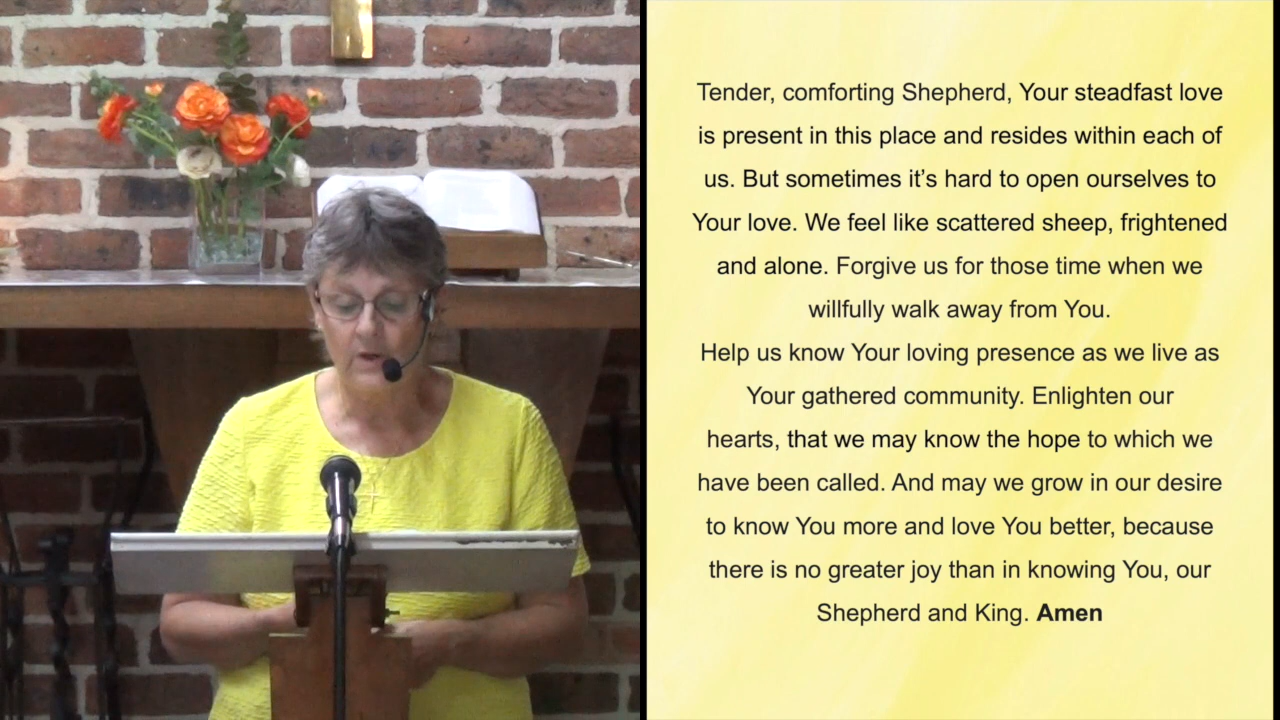 Tender, comforting Shepherd, Your steadfast love
is present in this place and resides within each of
us. But sometimes it’s hard to open ourselves to
Your love. We feel like scattered sheep, frightened
and alone. Forgive us for those time when we
willfully walk away from You.
Help us know Your loving presence as we live as
Your gathered community. Enlighten our
hearts, that we may know the hope to which we
have been called. And may we grow in our desire
to know You more and love You better, because
there is no greater joy than in knowing You, our
Shepherd and King. Amen